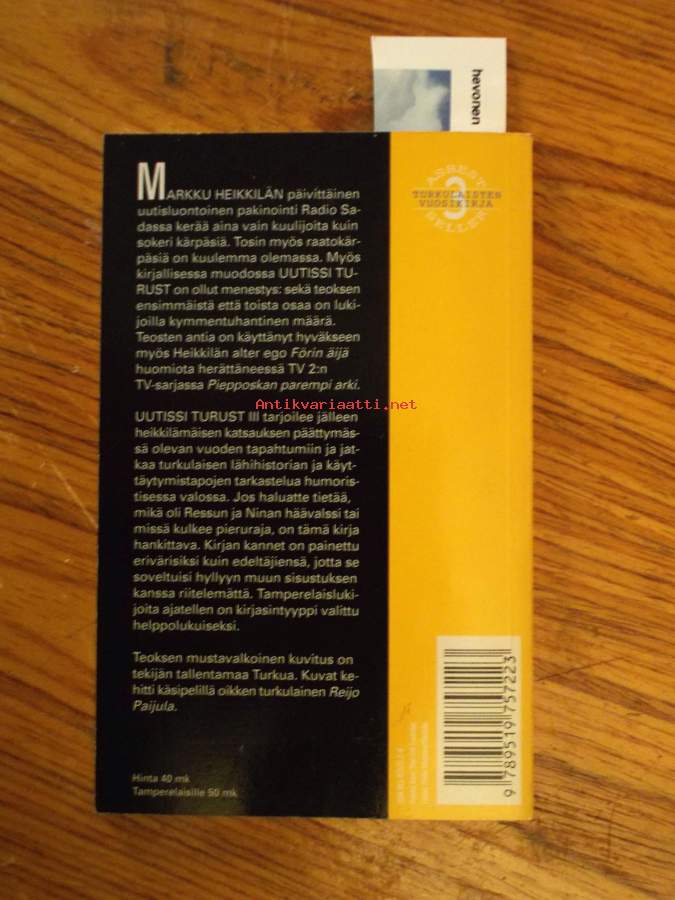 hevonen
MARKKU HEIKKILÄN päivittäinen
uutisluontoinen pakinointi Radio Sa-
dassa kerää aina vain kuulijoita kuin
sokeri kärpäsiä. Tosin myös raatokär-
päsiä on kuulemma olemassa. Myös
kirjallisessa muodossa UUTISSI TU-
RUST on ollut menestys: sekä teoksen
ensimmäistä että toista osaa on luki-
joilla kymmentuhantinen määrä.
Teosten antia on käyttänyt hyväkseen
myös Heikkilän alter ego Förin äijä
huomiota herättäneessä TV 2:n
TV-sarjassa Piepposkan parempi arki.
UUTISSI TURUST III tarjoilee jälleen
heikkilämäisen katsauksen päättymäs-
sä olevan vuoden tapahtumiin ja jat-
kaa turkulaisen lähihistorian ja käyt-
täytymistapojen tarkastelua humoris-
tisessa valossa. Jos haluatte tietää,
mikä oli Ressun ja Ninan häävalssi tai
missä kulkee pieruraja, on tämä kirja
hankittava. Kirjan kannet on painettu
erivärisiksi kuin edeltäjiensä, jotta se
soveltuisi hyllyyn muun sisustuksen
kanssa riitelemättä. Tamperelaisluki-
joita ajatellen on kirjasintyyppi valittu
helppolukuiseksi.
Teoksen mustavalkoinen kuvitus on
tekijän tallentamaa Turkua. Kuvat ke-
hitti käsipelillä oikken turkulainen Reijo
Paijula.
Hinta 40 mk
Tamperelaisille 50 mk
ASBEST
TURKULAISTEN
3
VUOSIKIRJA
SELLER
9 789519 757223
Antikvariaatti.net